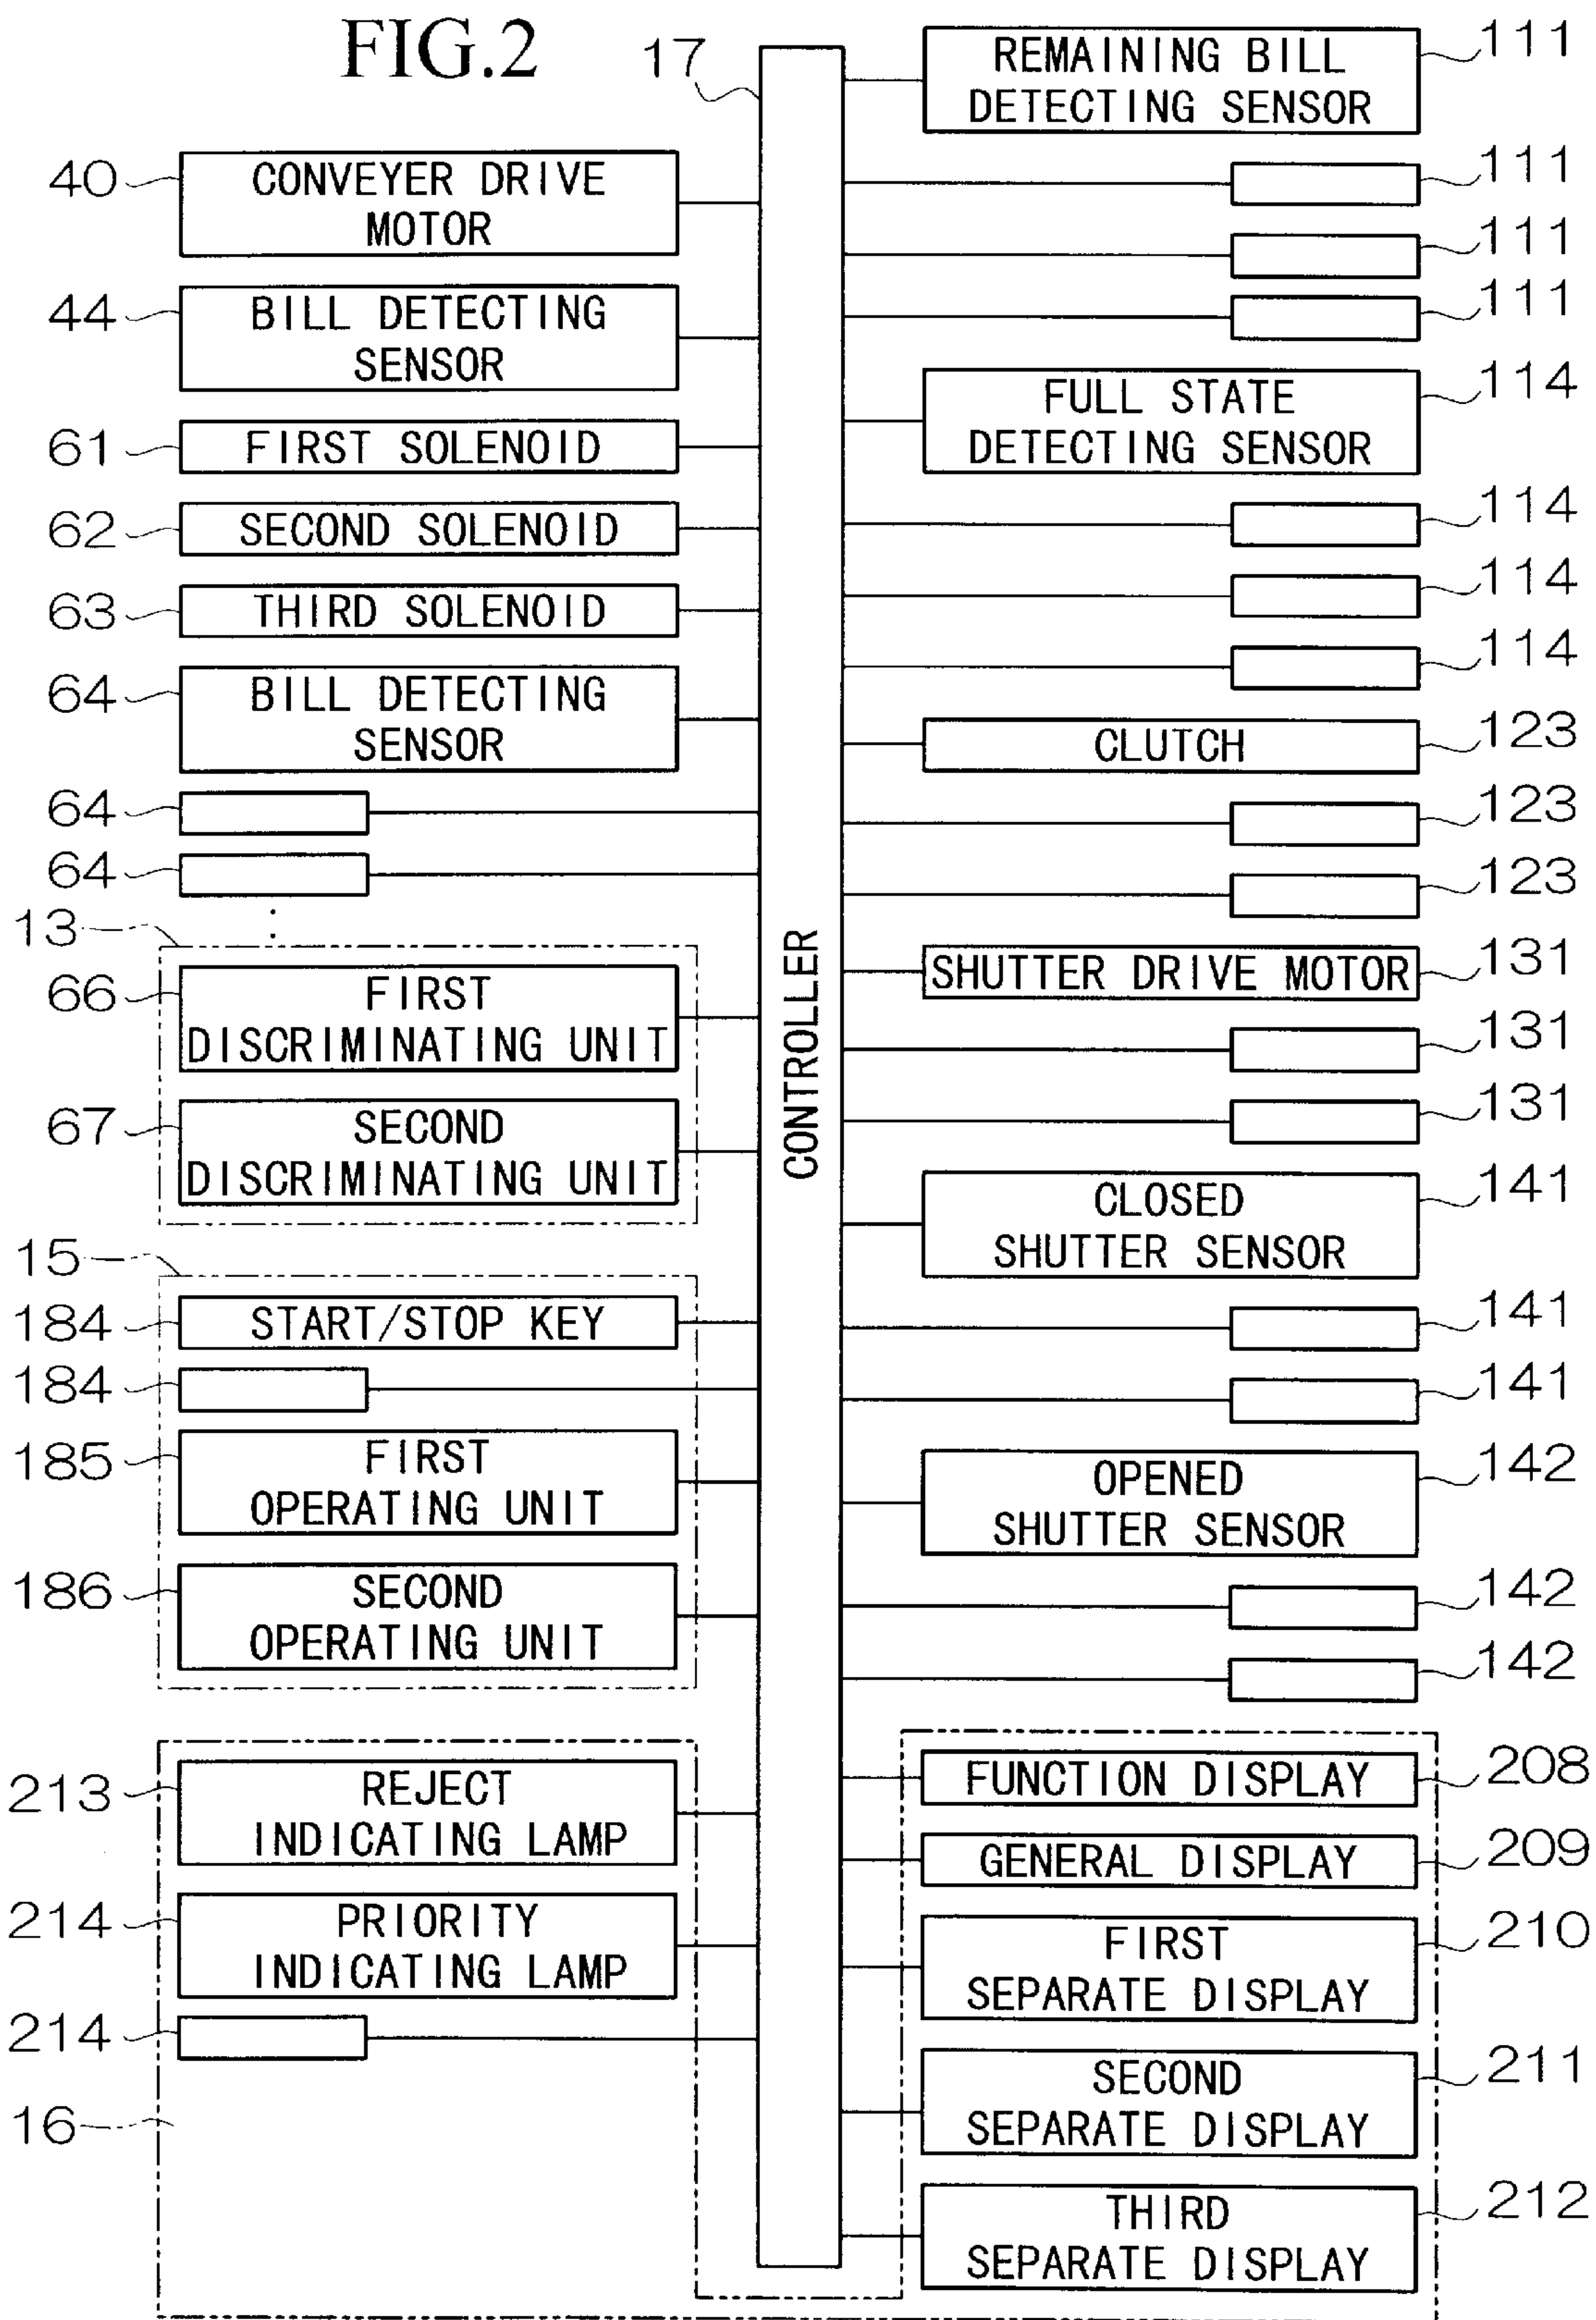 FIG.2
17
40
CONVEYER DRIVE
MOTOR
44
BILL DETECTING
SENSOR
61
FIRST SOLENOID
62
SECOND SOLENOID
63
THIRD SOLENOID
64
BILL DETECTING
SENSOR
64
64
13
66
FIRST
DISCRIMINATING UNIT
67
SECOND
DISCRIMINATING UNIT
15
184
START/STOP KEY
184
185
FIRST
OPERATING UNIT
186
SECOND
OPERATING UNIT
213
REJECT
INDICATING LAMP
214
PRIORITY
INDICATING LAMP
214
16
CONTROLLER
REMAINING BILL
DETECTING SENSOR
111
111
111
111
FULL STATE
DETECTING SENSOR
114
114
114
114
CLUTCH
123
123
123
SHUTTER DRIVE MOTOR
131
131
131
CLOSED
SHUTTER SENSOR
141
141
141
OPENED
SHUTTER SENSOR
142
142
142
FUNCTION DISPLAY
208
GENERAL DISPLAY
209
FIRST
SEPARATE DISPLAY
210
SECOND
SEPARATE DISPLAY
211
THIRD
SEPARATE DISPLAY
212